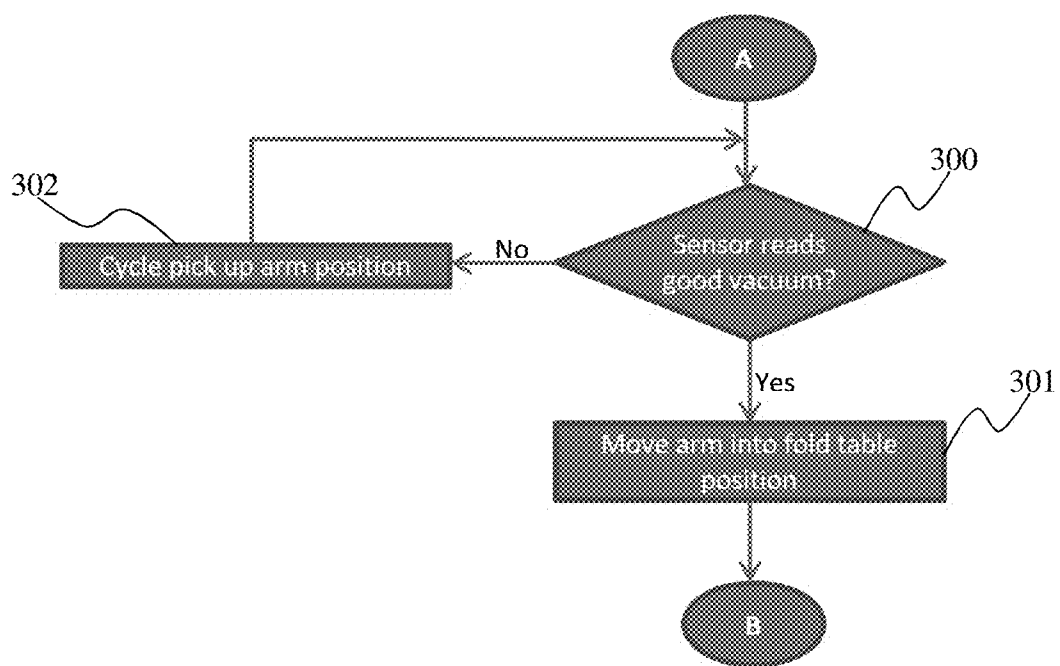 A
300
302
Sensor reads
good vacuum?
No
Cycle pick up arm position
Yes
301
Move arm into fold table
position
B